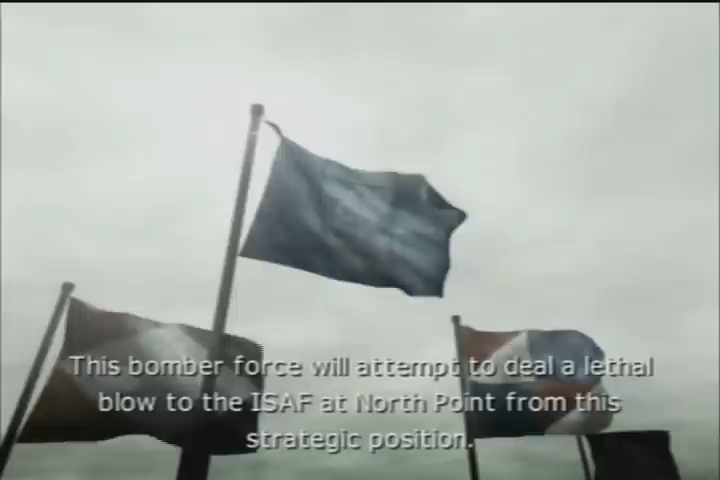 This bomber force will attempt to deal a lethal
blow to the ISAF at North Point from this
strategic position.